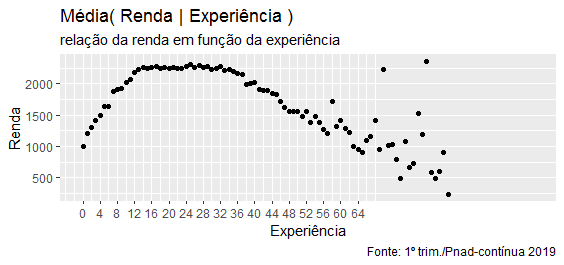 Média( Renda | Experiência )
relação da renda em função da experiência
Renda
2000
1500
1000
500
0 4 8 12 16 20 24 28 32 36 40 44 48 52 56 60 64
Experiência
Fonte: 1º trim./Pnad-contínua 2019